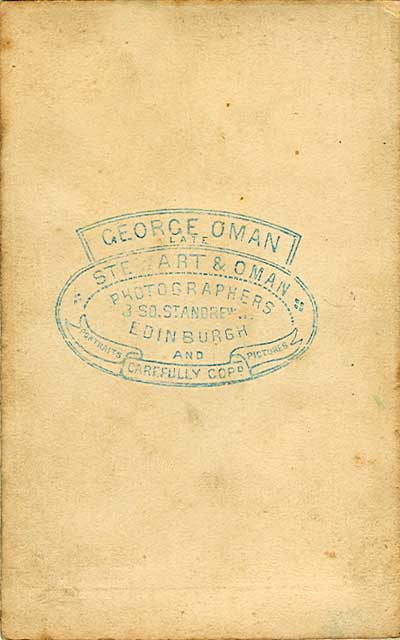 GEORGE OMAN
LATE
STEWART & OMAN
PHOTOGRAPHERS
3 SO. STANDREW...
EDINBURGH
PORTRAITS AND PICTURES
CAREFULLY COPD